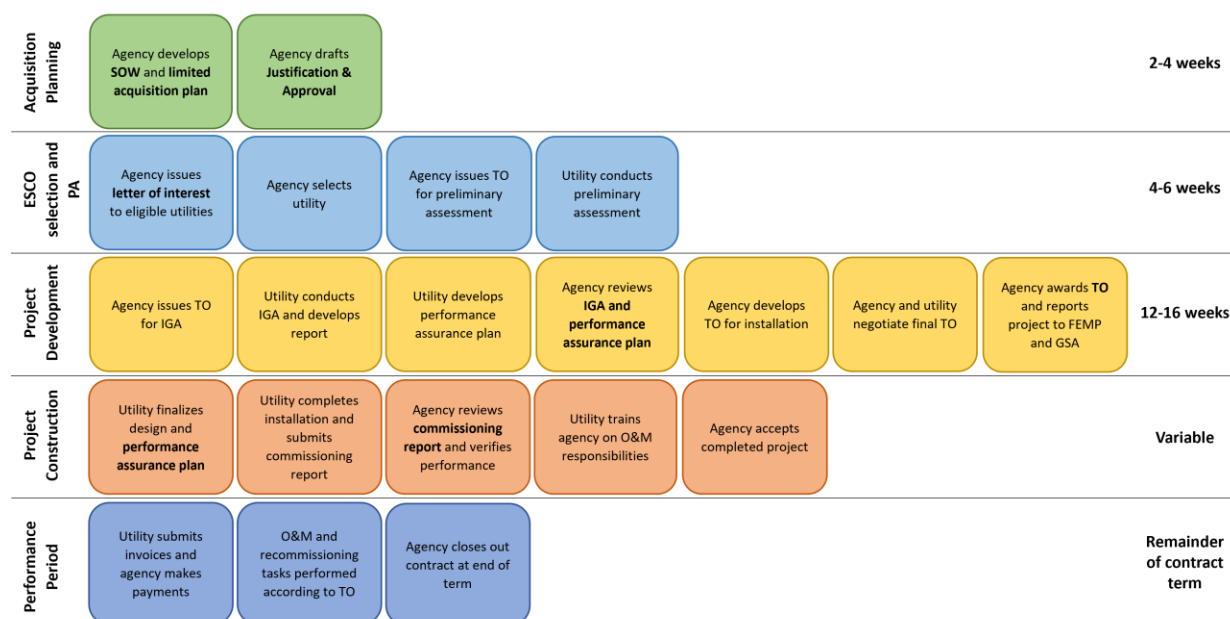 Acquisition
Planning
Agency develops
SOW and limited
acquisition plan
Agency drafts
Justification &
Approval
2-4 weeks
ESCO
selection and
PA
Agency issues
letter of interest
to eligible utilities
Agency selects
utility
Agency issues TO
for preliminary
assessment
Utility conducts
preliminary
assessment
4-6 weeks
Project
Development
Agency issues TO
for IGA
Utility conducts
IGA and develops
report
Utility develops
performance
assurance plan
Agency reviews
IGA and
performance
assurance plan
Agency develops
TO for installation
Agency and utility
negotiate final TO
Agency awards TO
and reports
project to FEMP
and GSA
12-16 weeks
Project
Construction
Utility finalizes
design and
performance
assurance plan
Utility completes
installation and
submits
commissioning
report
Agency reviews
commissioning
report and verifies
performance
Utility trains
agency on O&M
responsibilities
Agency accepts
completed project
Variable
Performance
Period
Utility submits
invoices and
agency makes
payments
O&M and
recommissioning
tasks performed
according to TO
Agency closes out
contract at end of
term
Remainder
of contract
term